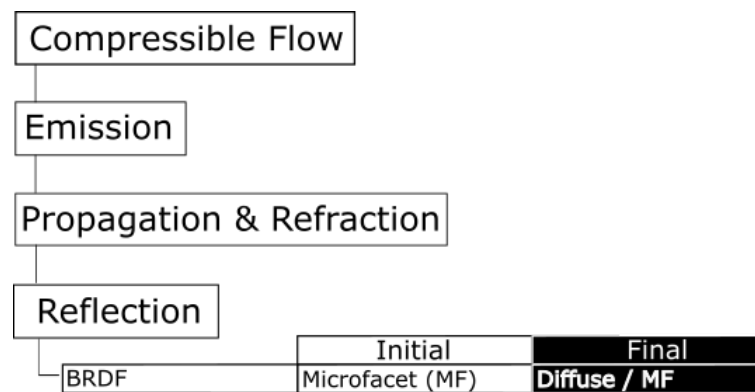 Compressible Flow
Emission
Propagation & Refraction
Reflection
Initial Final
BRDF Microfacet (MF) Diffuse / MF